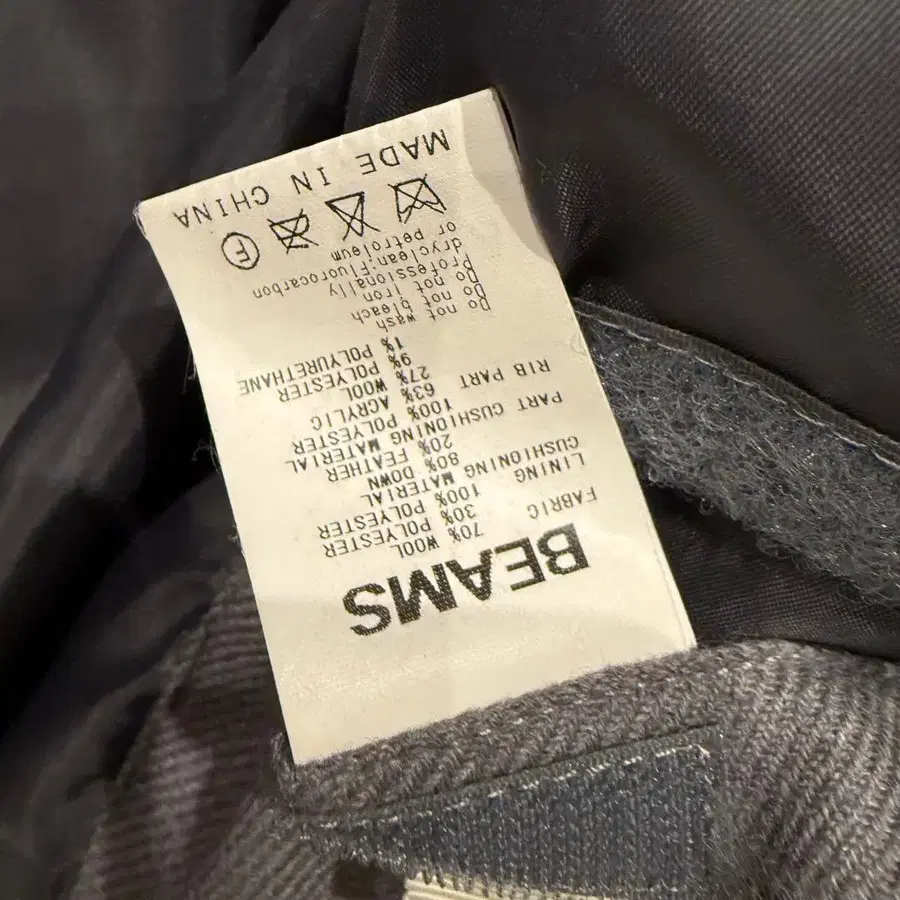 BEAMS
FABRIC
70% WOOL
30% POLYESTER
LINING
100% POLYESTER
CUSHIONING MATERIAL
80% DOWN
20% FEATHER
PART CUSHIONING MATERIAL
100% POLYESTER
RIB PART
63% ACRYLIC
27% WOOL
9% POLYESTER
1% POLYURETHANE
Do not wash
Do not bleach
Do not iron
Professionally
dryclean:Fluorocarbon
or petroleum
F
MADE IN CHINA